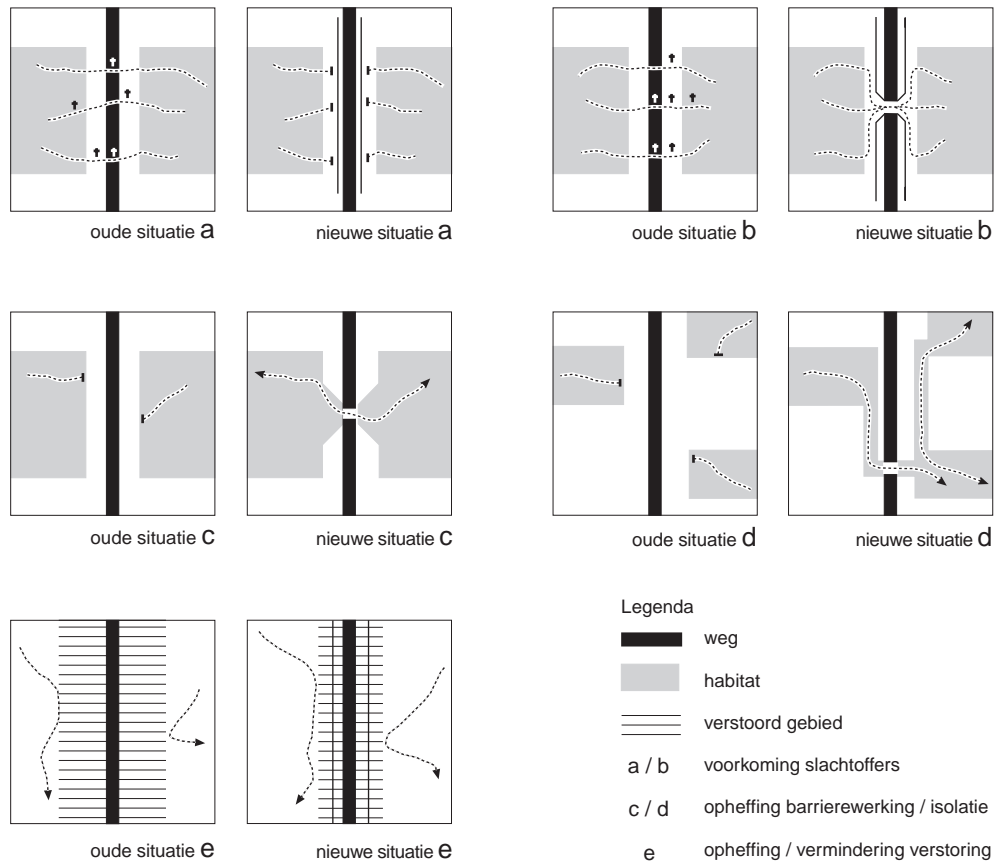 oude situatie a
nieuwe situatie a
oude situatie b
nieuwe situatie b
oude situatie c
nieuwe situatie c
oude situatie d
nieuwe situatie d
oude situatie e
nieuwe situatie e
Legenda
weg
habitat
verstoord gebied
a / b voorkoming slachtoffers
c / d opheffing barrierewerking / isolatie
e opheffing / vermindering verstoring